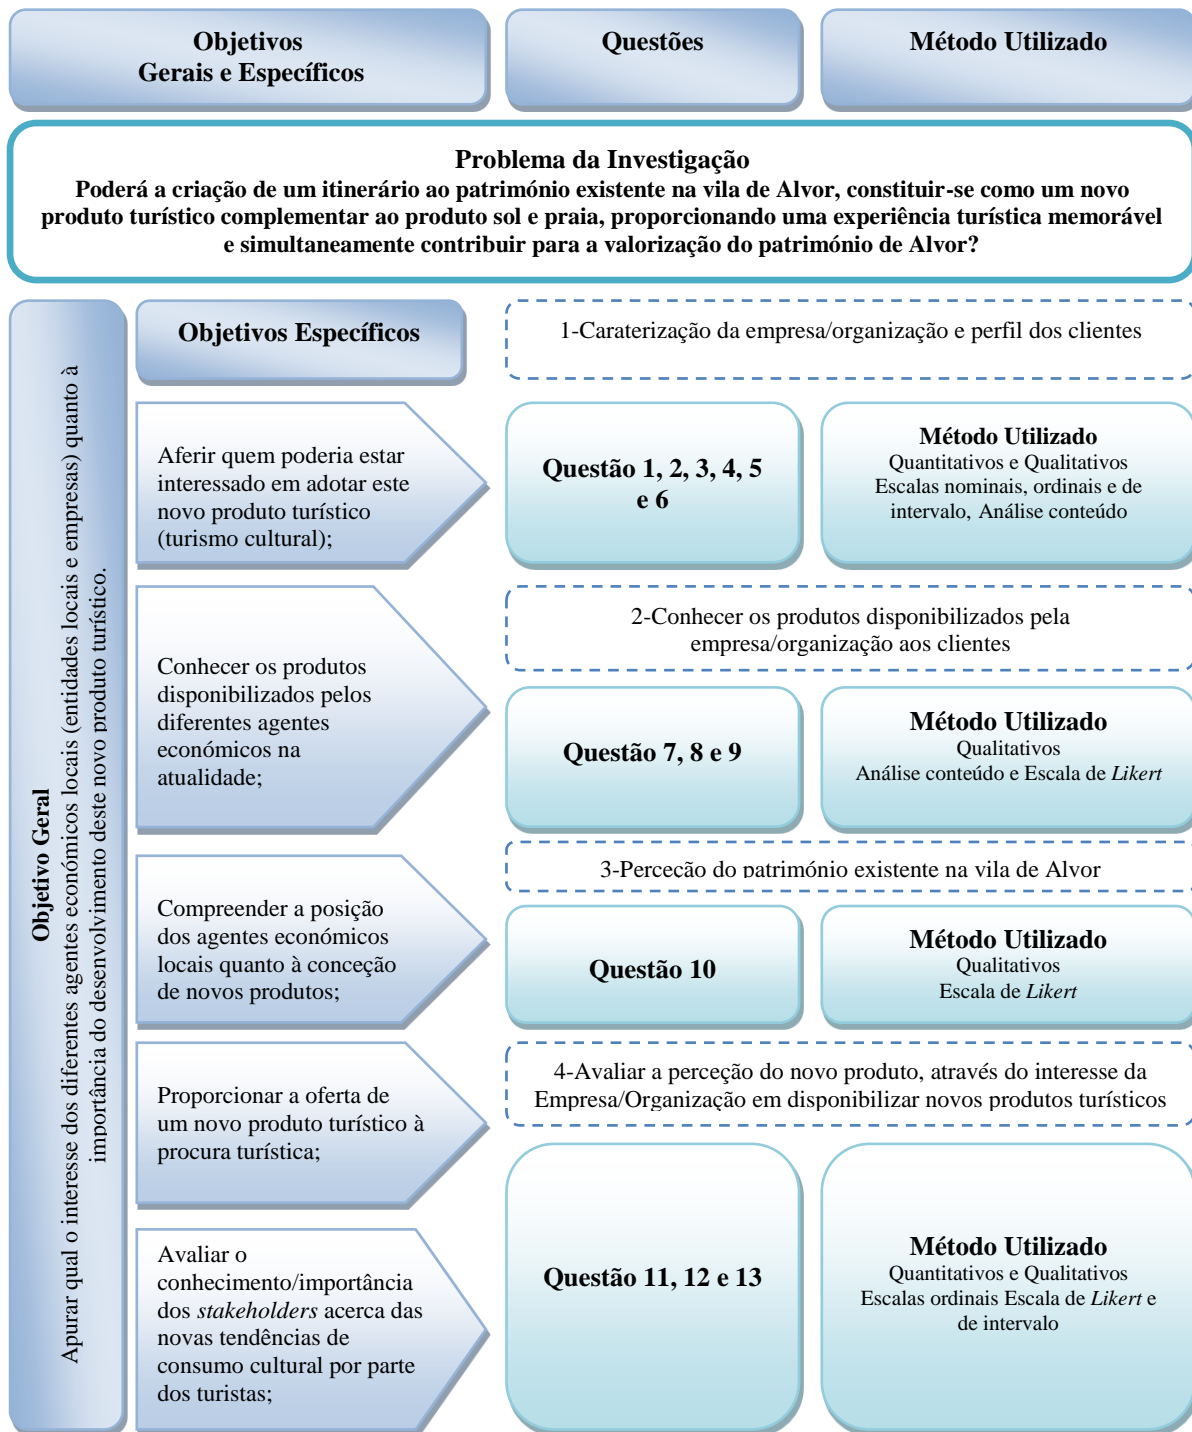 Objetivos
Gerais e Específicos
Questões
Método Utilizado
Problema da Investigação
Poderá a criação de um itinerário ao património existente na vila de Alvor, constituir-se como um novo
produto turístico complementar ao produto sol e praia, proporcionando uma experiência turística memorável
e simultaneamente contribuir para a valorização do património de Alvor?
Objetivo Geral
Apurar qual o interesse dos diferentes agentes económicos locais (entidades locais e empresas) quanto à
importância do desenvolvimento deste novo produto turístico.
Objetivos Específicos
1-Caraterização da empresa/organização e perfil dos clientes
Aferir quem poderia estar
interessado em adotar este
novo produto turístico
(turismo cultural);
Questão 1, 2, 3, 4, 5
e 6
Método Utilizado
Quantitativos e Qualitativos
Escalas nominais, ordinais e de
intervalo, Análise conteúdo
2-Conhecer os produtos disponibilizados pela
empresa/organização aos clientes
Conhecer os produtos
disponibilizados pelos
diferentes agentes
económicos na
atualidade;
Questão 7, 8 e 9
Método Utilizado
Qualitativos
Análise conteúdo e Escala de Likert
3-Perceção do património existente na vila de Alvor
Compreender a posição
dos agentes económicos
locais quanto à conceção
de novos produtos;
Questão 10
Método Utilizado
Qualitativos
Escala de Likert
4-Avaliar a perceção do novo produto, através do interesse da
Empresa/Organização em disponibilizar novos produtos turísticos
Proporcionar a oferta de
um novo produto turístico à
procura turística;
Avaliar o
conhecimento/importância
dos stakeholders acerca das
novas tendências de
consumo cultural por parte
dos turistas;
Questão 11, 12 e 13
Método Utilizado
Quantitativos e Qualitativos
Escalas ordinais Escala de Likert e
de intervalo